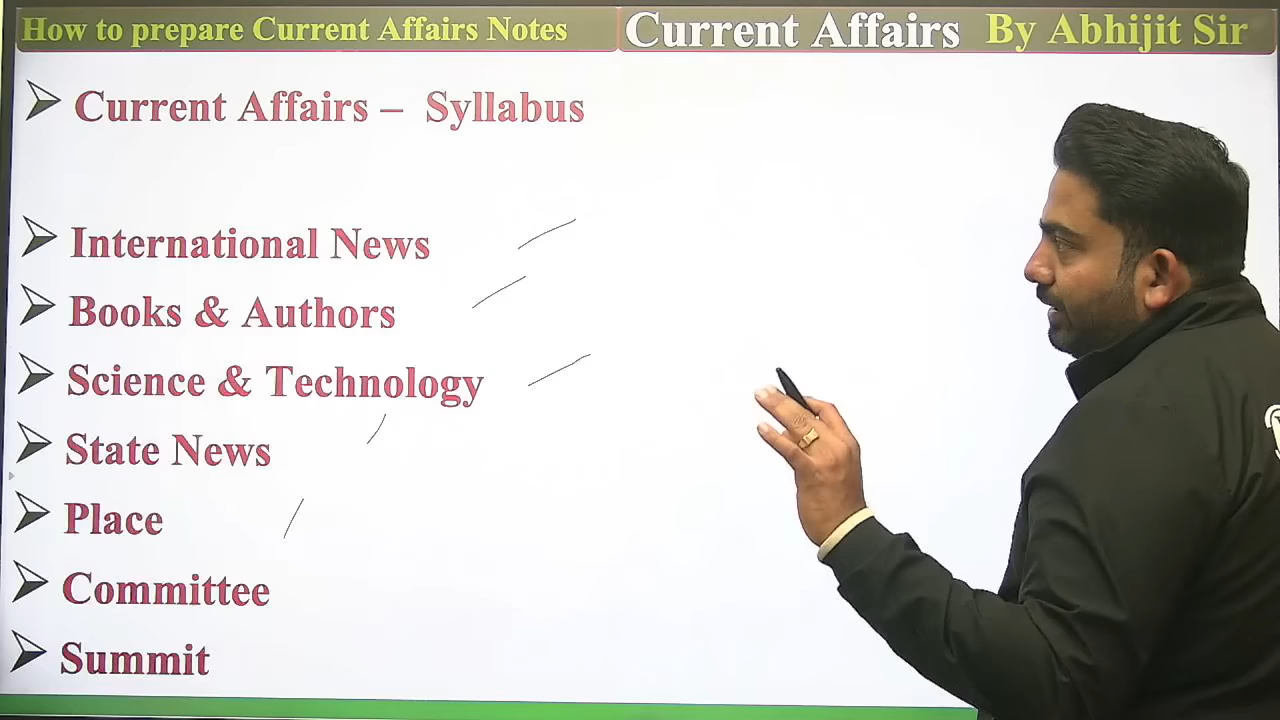 How to prepare Current Affairs Notes
Current Affairs By Abhijit Sir
Current Affairs – Syllabus
International News
Books & Authors
Science & Technology
State News
Place
Committee
Summit